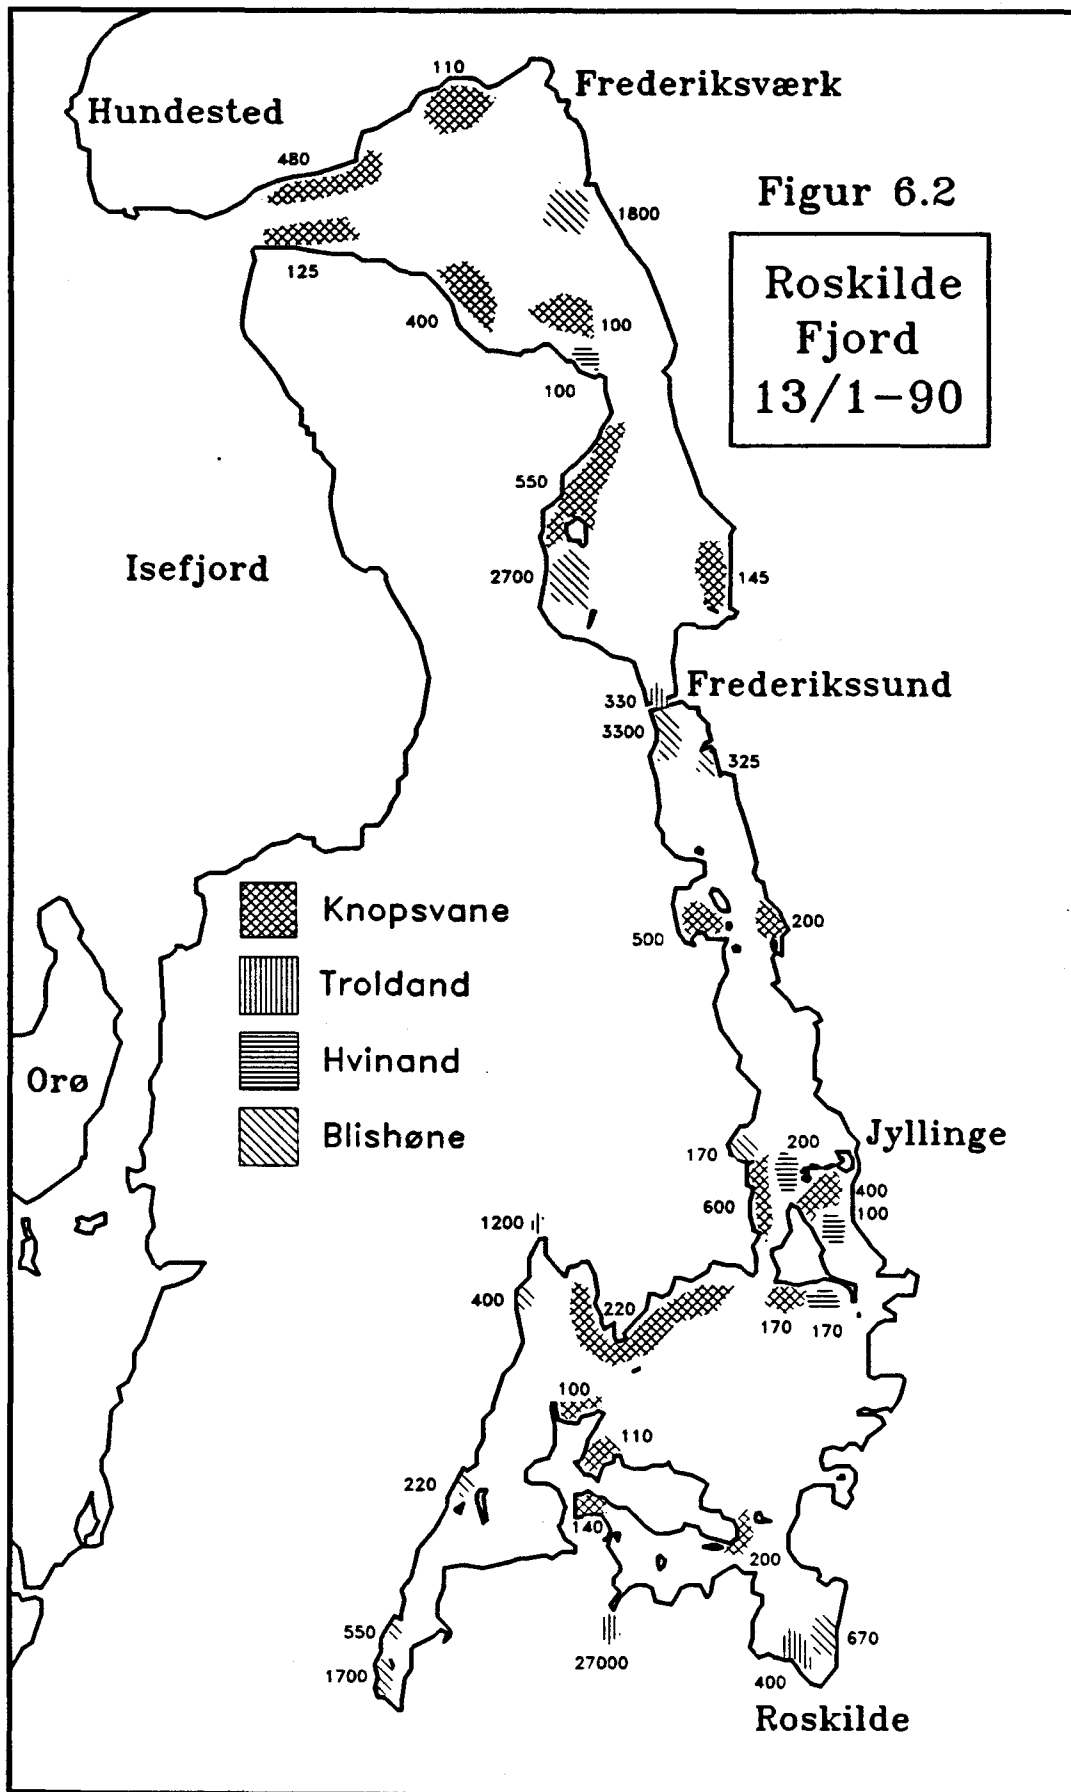 110
Frederiksværk
Hundested
480
Figur 6.2
1800
125
Roskilde
Fjord
13/1-90
400
100
100
550
Isefjord
2700
145
Frederikssund
330
3300
325
Knopsvane
200
500
Troldand
Hvinand
Orø
Blishøne
Jyllinge
170
200
400
600
100
1200
400
220
170
170
100
110
220
140
200
550
670
27000
1700
400
Roskilde